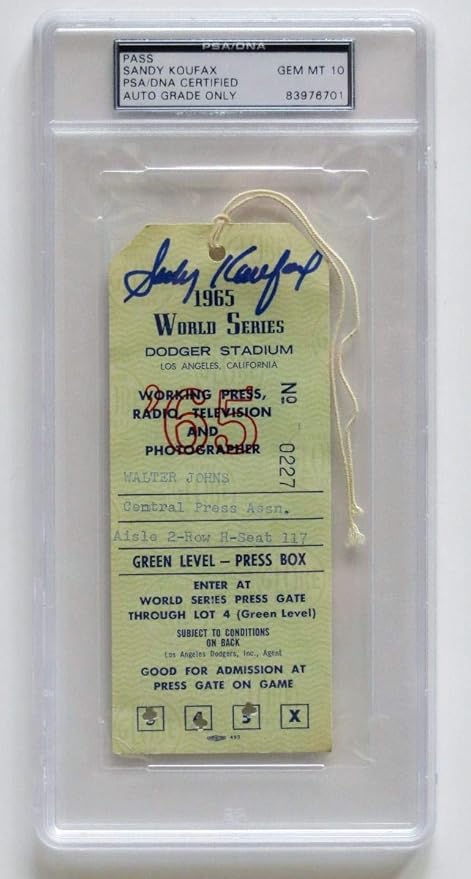 PSA/DNA
PASS
SANDY KOUFAX GEM MT 10
PSA/DNA CERTIFIED
AUTO GRADE ONLY 83976701
Sandy Koufax
1965
WORLD SERIES
DODGER STADIUM
LOS ANGELES, CALIFORNIA
WORKING PRESS,
RADIO, TELEVISION
AND
PHOTOGRAPHER
'65
No 0227
WALTER JOHNS
Central Press Assn.
Aisle 2-Row H-Seat 117
GREEN LEVEL — PRESS BOX
ENTER AT
WORLD SERIES PRESS GATE
THROUGH LOT 4 (Green Level)
SUBJECT TO CONDITIONS
ON BACK
Los Angeles Dodgers, Inc., Agent
GOOD FOR ADMISSION AT
PRESS GATE ON GAME
3 4 5 X